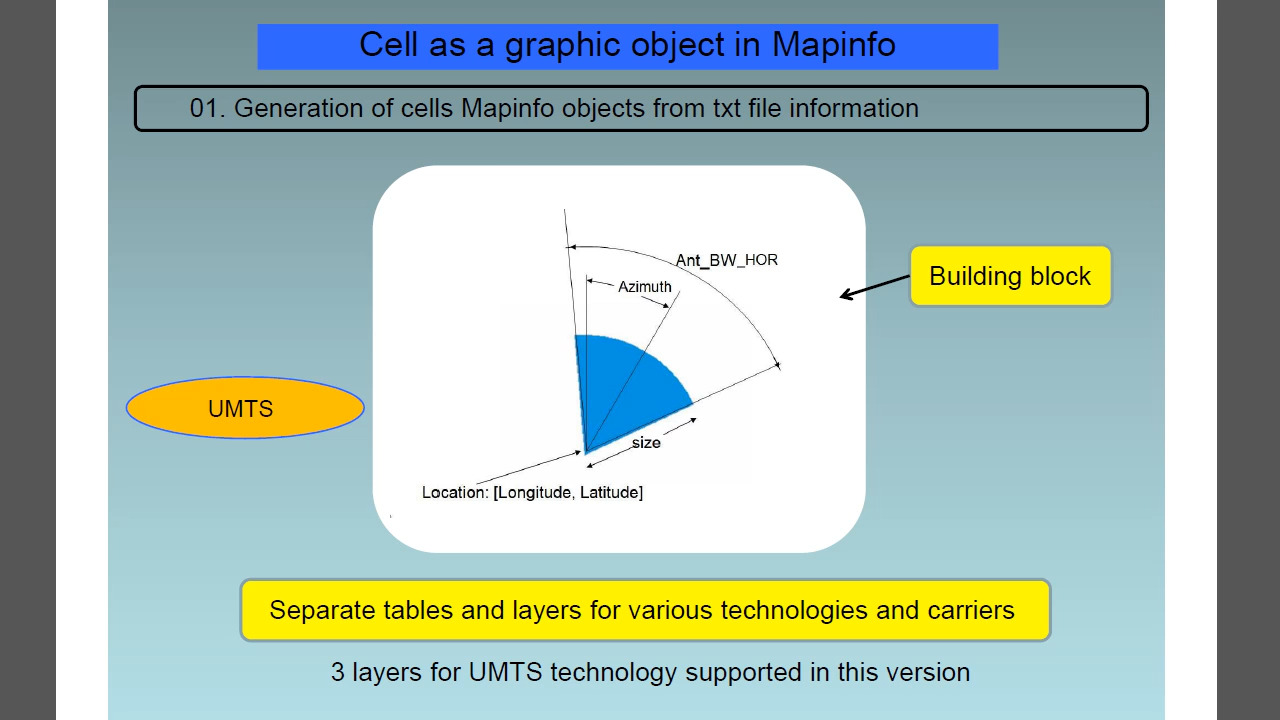 Cell as a graphic object in Mapinfo
01. Generation of cells Mapinfo objects from txt file information
Ant_BW_HOR
Azimuth
Building block
UMTS
size
Location: [Longitude, Latitude]
Separate tables and layers for various technologies and carriers
3 layers for UMTS technology supported in this version